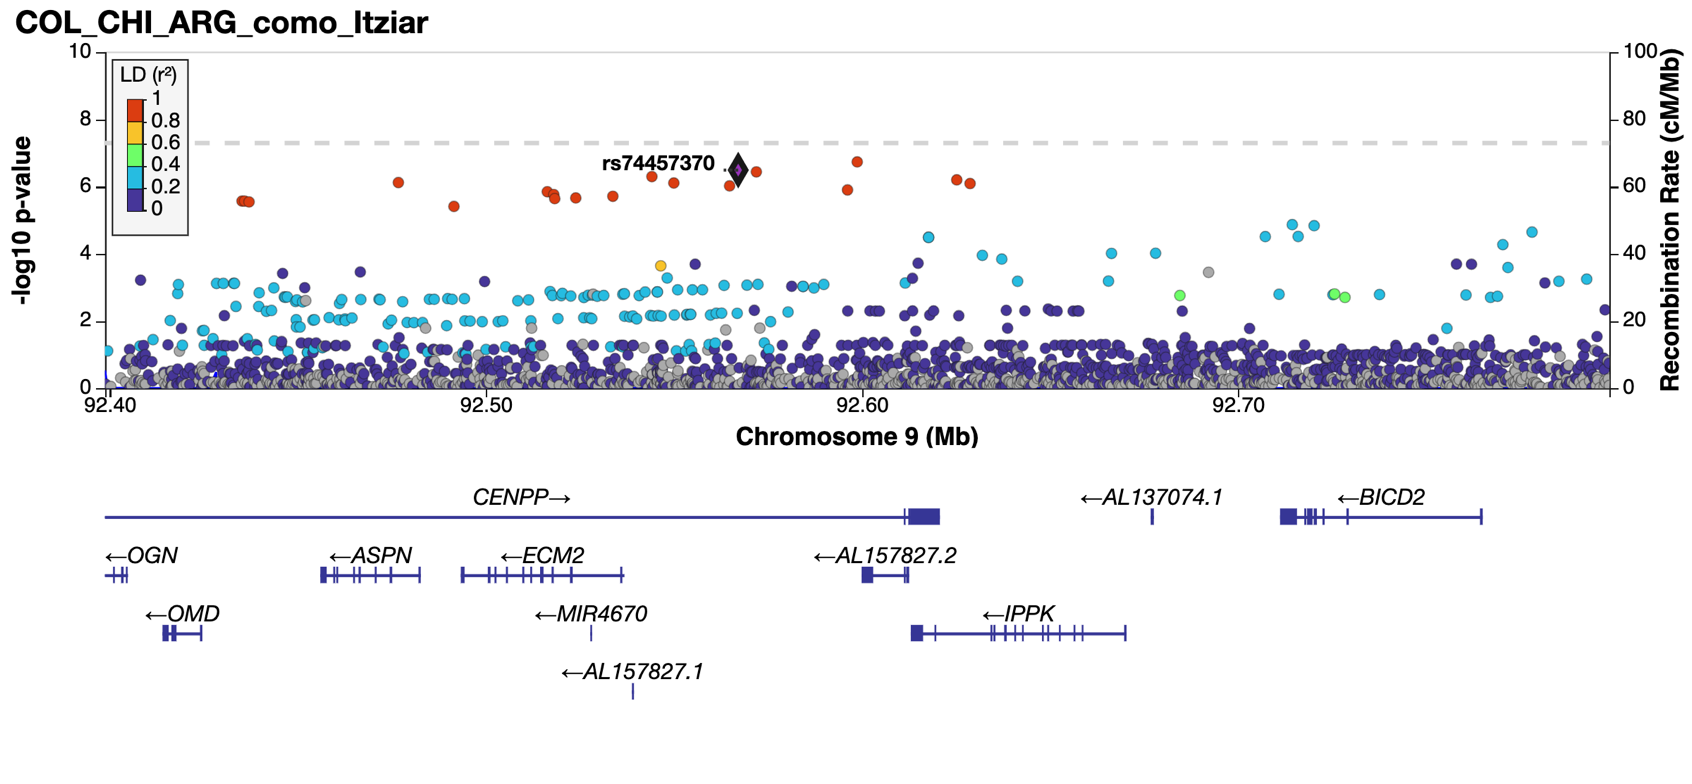 COL_CHI_ARG_como_Itziar
10
8
6
4
2
0
-log10 p-value
LD (r²)
1
0.8
0.6
0.4
0.2
0
rs74457370
100
80
60
40
20
0
Recombination Rate (cM/Mb)
92.40 92.50 92.60 92.70
Chromosome 9 (Mb)
CENPP→ ←AL137074.1 ←BICD2
←OGN ←ASPN ←ECM2 ←AL157827.2
←OMD ←MIR4670 ←IPPK
←AL157827.1